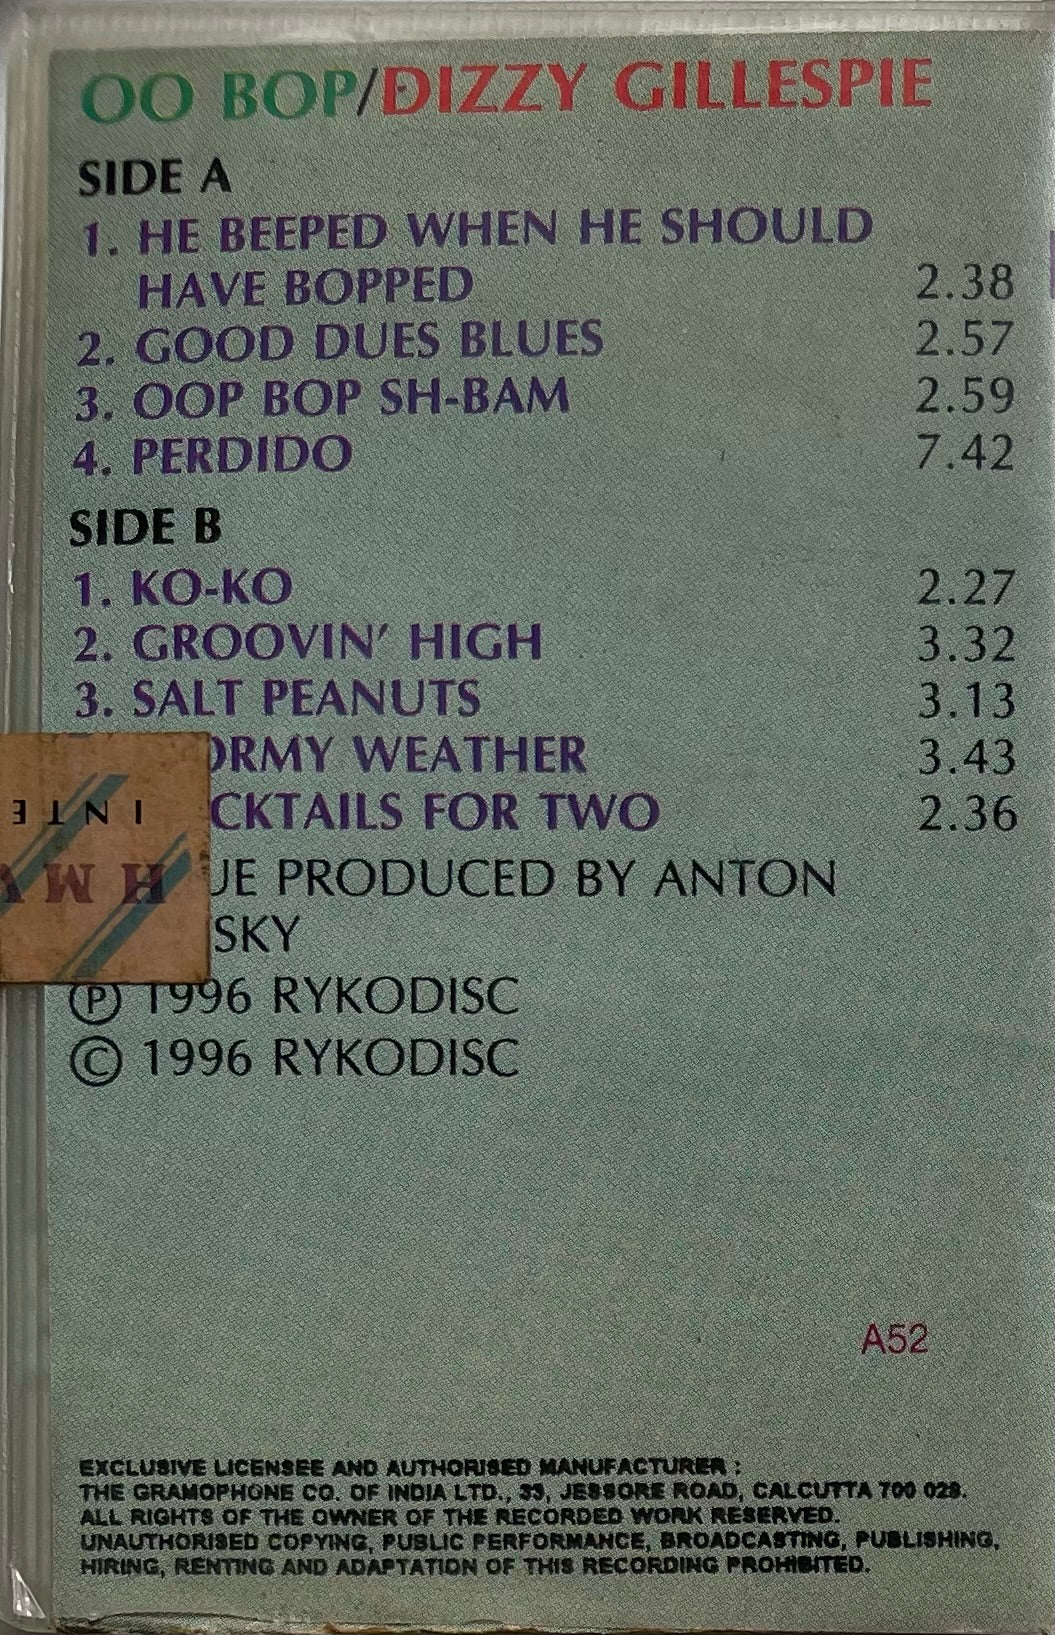 OO BOP/DIZZY GILLESPIE
SIDE A
1. HE BEEPED WHEN HE SHOULD
HAVE BOPPED 2.38
2. GOOD DUES BLUES 2.57
3. OOP BOP SH-BAM 2.59
4. PERDIDO 7.42
SIDE B
1. KO-KO 2.27
2. GROOVIN' HIGH 3.32
3. SALT PEANUTS 3.13
ORMY WEATHER 3.43
CKTAILS FOR TWO 2.36
UE PRODUCED BY ANTON
SKY
INTE
HMV
Ⓟ 1996 RYKODISC
© 1996 RYKODISC
A52
EXCLUSIVE LICENSEE AND AUTHORISED MANUFACTURER :
THE GRAMOPHONE CO. OF INDIA LTD., 33, JESSORE ROAD, CALCUTTA 700 028.
ALL RIGHTS OF THE OWNER OF THE RECORDED WORK RESERVED.
UNAUTHORISED COPYING, PUBLIC PERFORMANCE, BROADCASTING, PUBLISHING,
HIRING, RENTING AND ADAPTATION OF THIS RECORDING PROHIBITED.